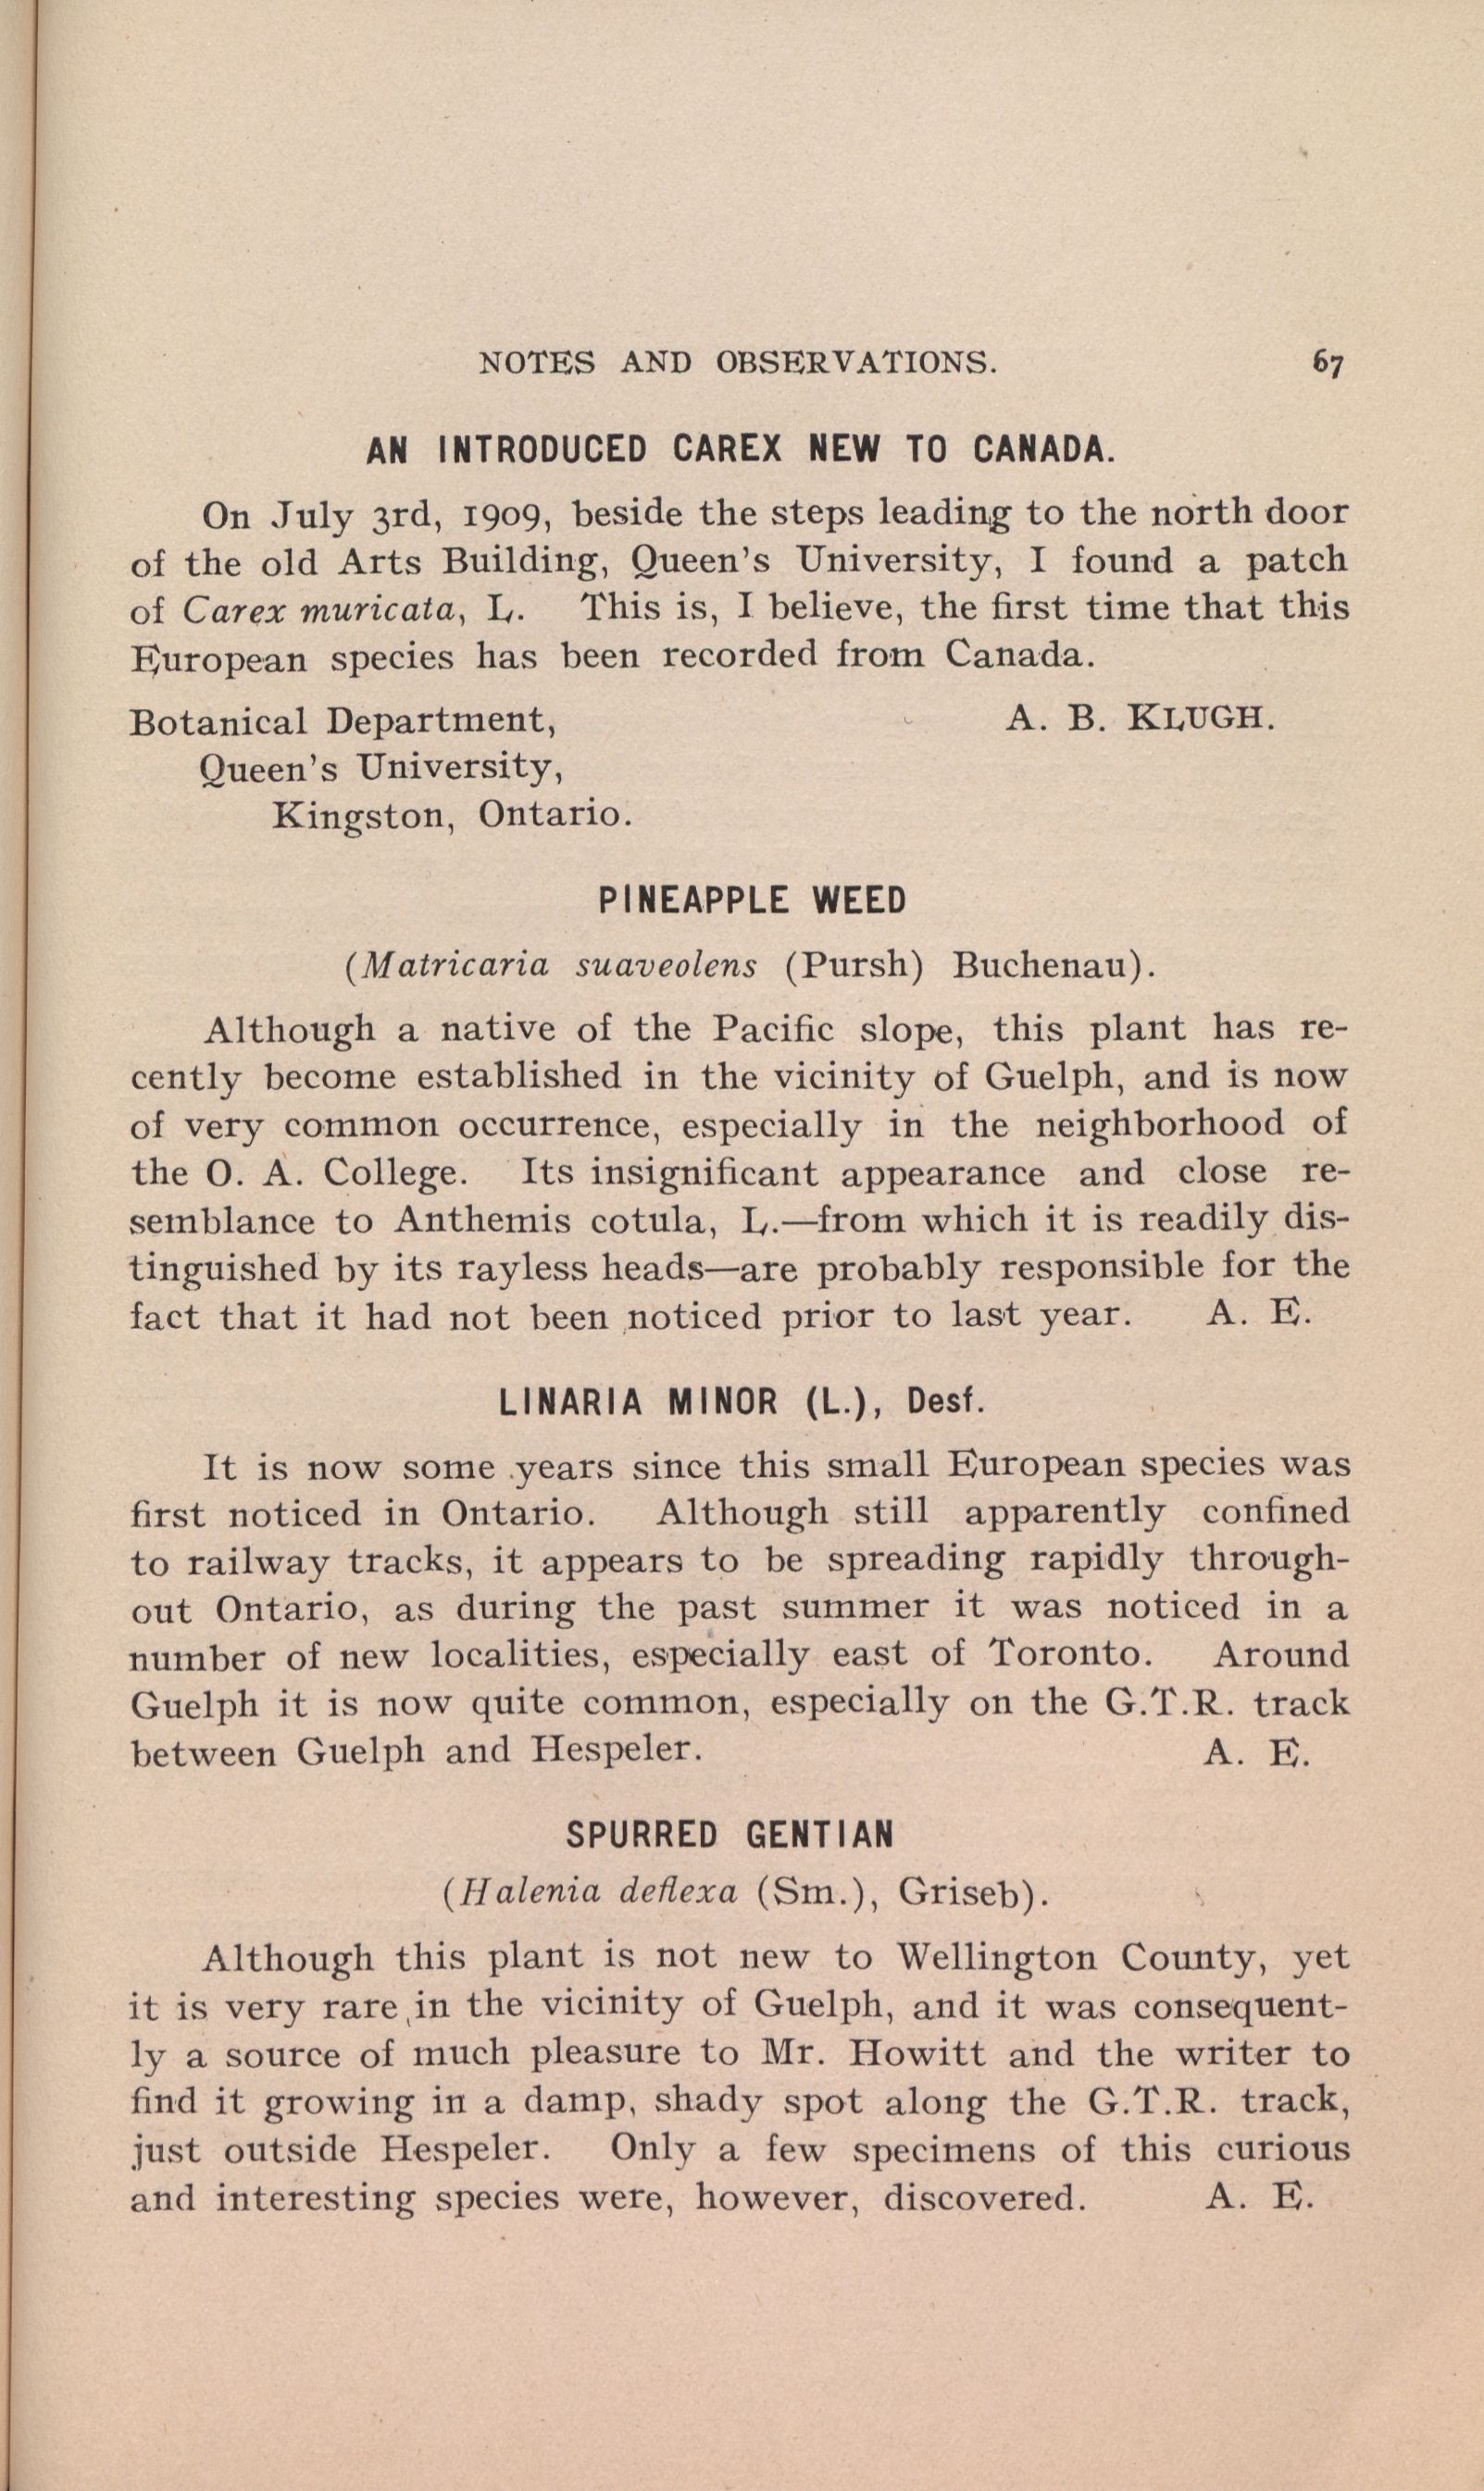 NOTES AND OBSERVATIONS. 67
AN INTRODUCED CAREX NEW TO CANADA.
On July 3rd, 1909, beside the steps leading to the north door
of the old Arts Building, Queen's University, I found a patch
of Carex muricata, L. This is, I believe, the first time that this
European species has been recorded from Canada.
Botanical Department, A. B. KLUGH.
Queen's University,
Kingston, Ontario.
PINEAPPLE WEED
(Matricaria suaveolens (Pursh) Buchenau).
Although a native of the Pacific slope, this plant has re-
cently become established in the vicinity of Guelph, and is now
of very common occurrence, especially in the neighborhood of
the O. A. College. Its insignificant appearance and close re-
semblance to Anthemis cotula, L.—from which it is readily dis-
tinguished by its rayless heads—are probably responsible for the
fact that it had not been noticed prior to last year. A. E.
LINARIA MINOR (L.), Desf.
It is now some years since this small European species was
first noticed in Ontario. Although still apparently confined
to railway tracks, it appears to be spreading rapidly through-
out Ontario, as during the past summer it was noticed in a
number of new localities, especially east of Toronto. Around
Guelph it is now quite common, especially on the G.T.R. track
between Guelph and Hespeler. A. E.
SPURRED GENTIAN
(Halenia deflexa (Sm.), Griseb).
Although this plant is not new to Wellington County, yet
it is very rare in the vicinity of Guelph, and it was consequent-
ly a source of much pleasure to Mr. Howitt and the writer to
find it growing in a damp, shady spot along the G.T.R. track,
just outside Hespeler. Only a few specimens of this curious
and interesting species were, however, discovered. A. E.